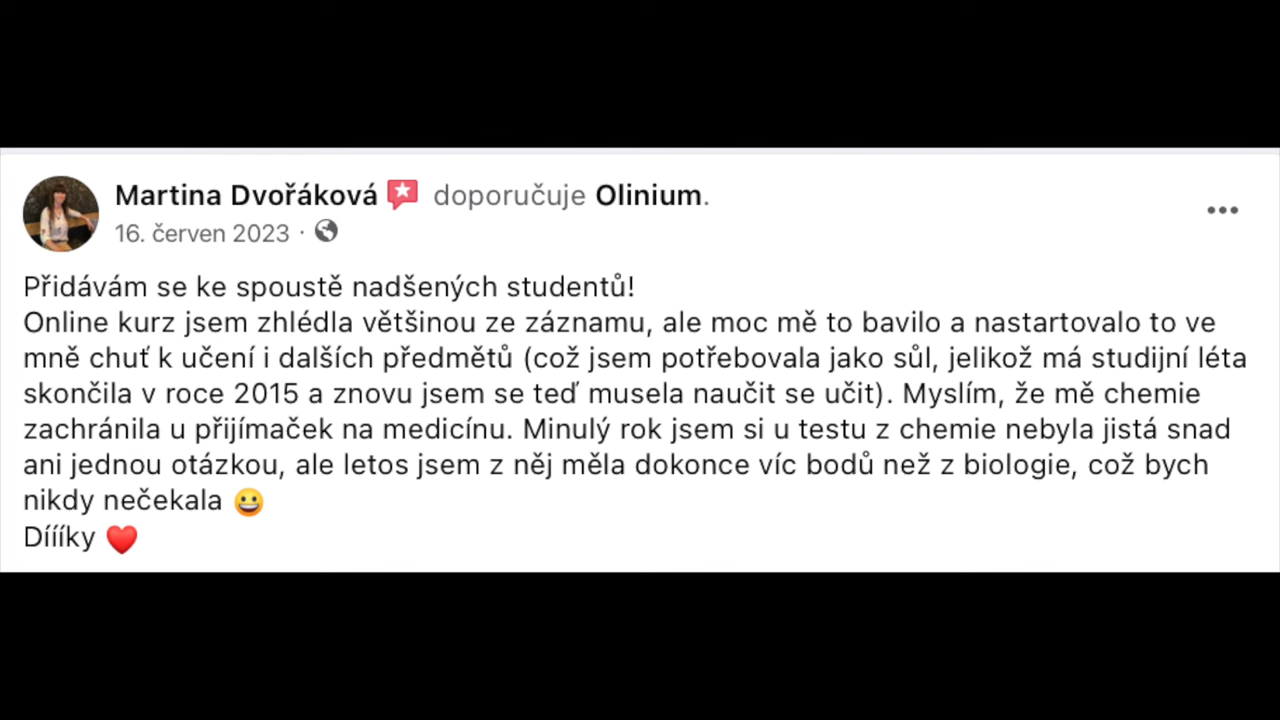 Martina Dvořáková doporučuje Olinium.
16. červen 2023 ·
Přidávám se ke spoustě nadšených studentů!
Online kurz jsem zhlédla většinou ze záznamu, ale moc mě to bavilo a nastartovalo to ve
mně chuť k učení i dalších předmětů (což jsem potřebovala jako sůl, jelikož má studijní léta
skončila v roce 2015 a znovu jsem se teď musela naučit se učit). Myslím, že mě chemie
zachránila u přijímaček na medicínu. Minulý rok jsem si u testu z chemie nebyla jistá snad
ani jednou otázkou, ale letos jsem z něj měla dokonce víc bodů než z biologie, což bych
nikdy nečekala 😀
Díííky ❤️